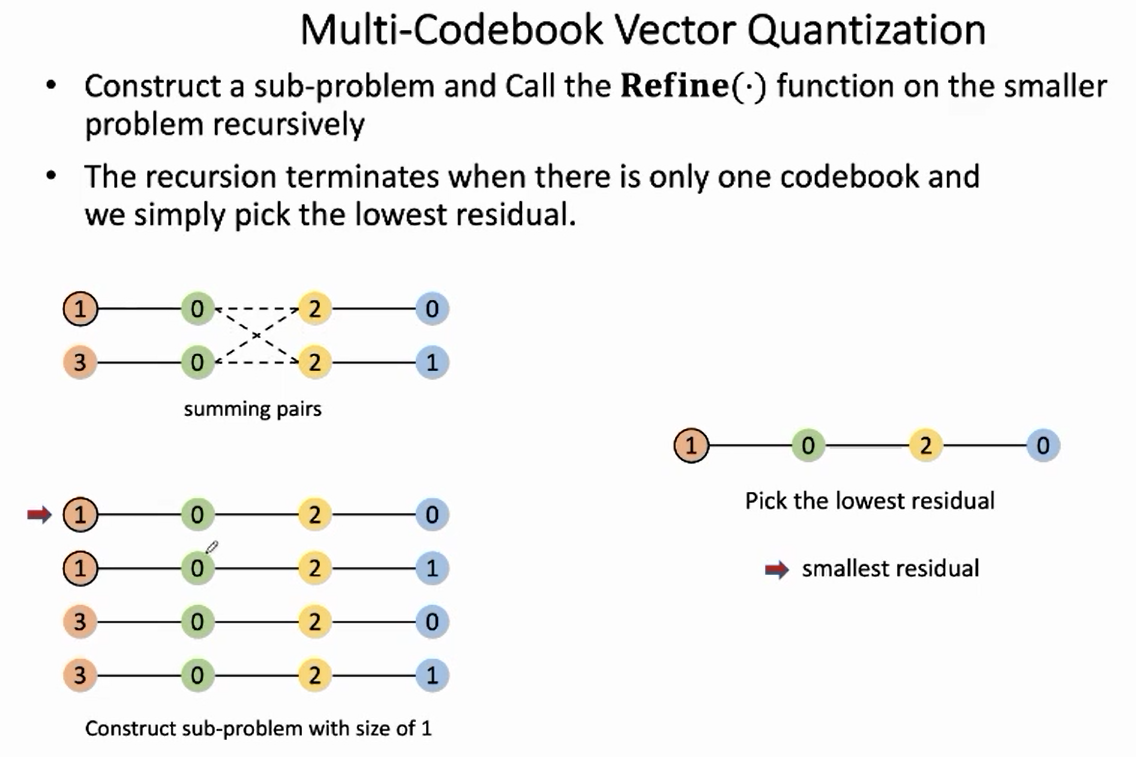 Multi-Codebook Vector Quantization
• Construct a sub-problem and Call the Refine(·) function on the smaller
problem recursively
• The recursion terminates when there is only one codebook and
we simply pick the lowest residual.
1 0 2 0
3 0 2 1
summing pairs
1 0 2 0
Pick the lowest residual
smallest residual
1 0 2 0
1 0 2 1
3 0 2 0
3 0 2 1
Construct sub-problem with size of 1